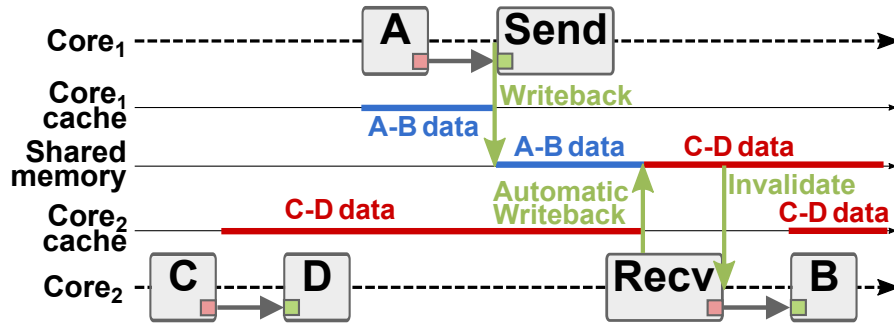 Core1
A
Send
Core1
cache
Writeback
A-B data
Shared
memory
A-B data
C-D data
Automatic
Writeback
Invalidate
Core2
cache
C-D data
C-D data
Core2
C
D
Recv
B